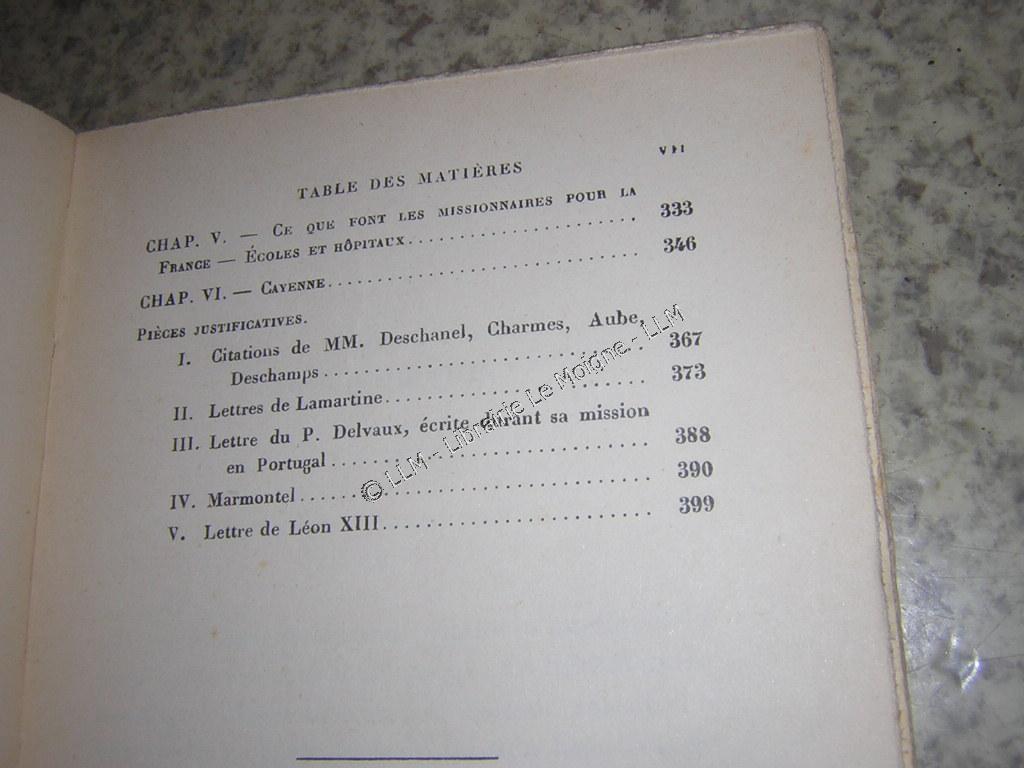 VII
TABLE DES MATIÈRES
CHAP. V. — CE QUE FONT LES MISSIONNAIRES POUR LA
FRANCE — ÉCOLES ET HÔPITAUX........................ 333
CHAP. VI. — CAYENNE.................................. 346
PIÈCES JUSTIFICATIVES.
I. Citations de MM. Deschanel, Charmes, Aube,
Deschamps.................................. 367
II. Lettres de Lamartine........................... 373
III. Lettre du P. Delvaux, écrite durant sa mission
en Portugal................................. 388
IV. Marmontel.................................... 390
V. Lettre de Léon XIII............................ 399
© LLM - Librairie Le Moigne - LLM